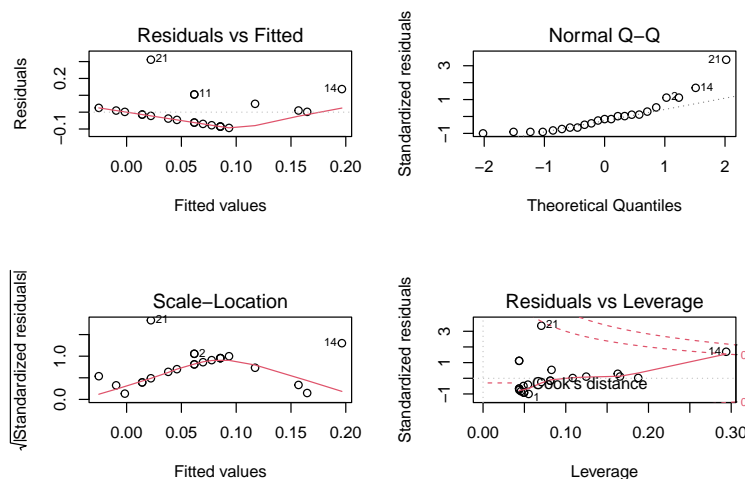 Residuals vs Fitted
Residuals
0.2
-0.1
21
11
14
0.00 0.05 0.10 0.15 0.20
Fitted values
Normal Q-Q
Standardized residuals
3
1
-1
21
2
14
-2 -1 0 1 2
Theoretical Quantiles
Scale-Location
√|Standardized residuals|
1.0
0.0
21
2
14
0.00 0.05 0.10 0.15 0.20
Fitted values
Residuals vs Leverage
Standardized residuals
3
1
-1
21
14
1
Cook's distance
0.00 0.10 0.20 0.30
Leverage